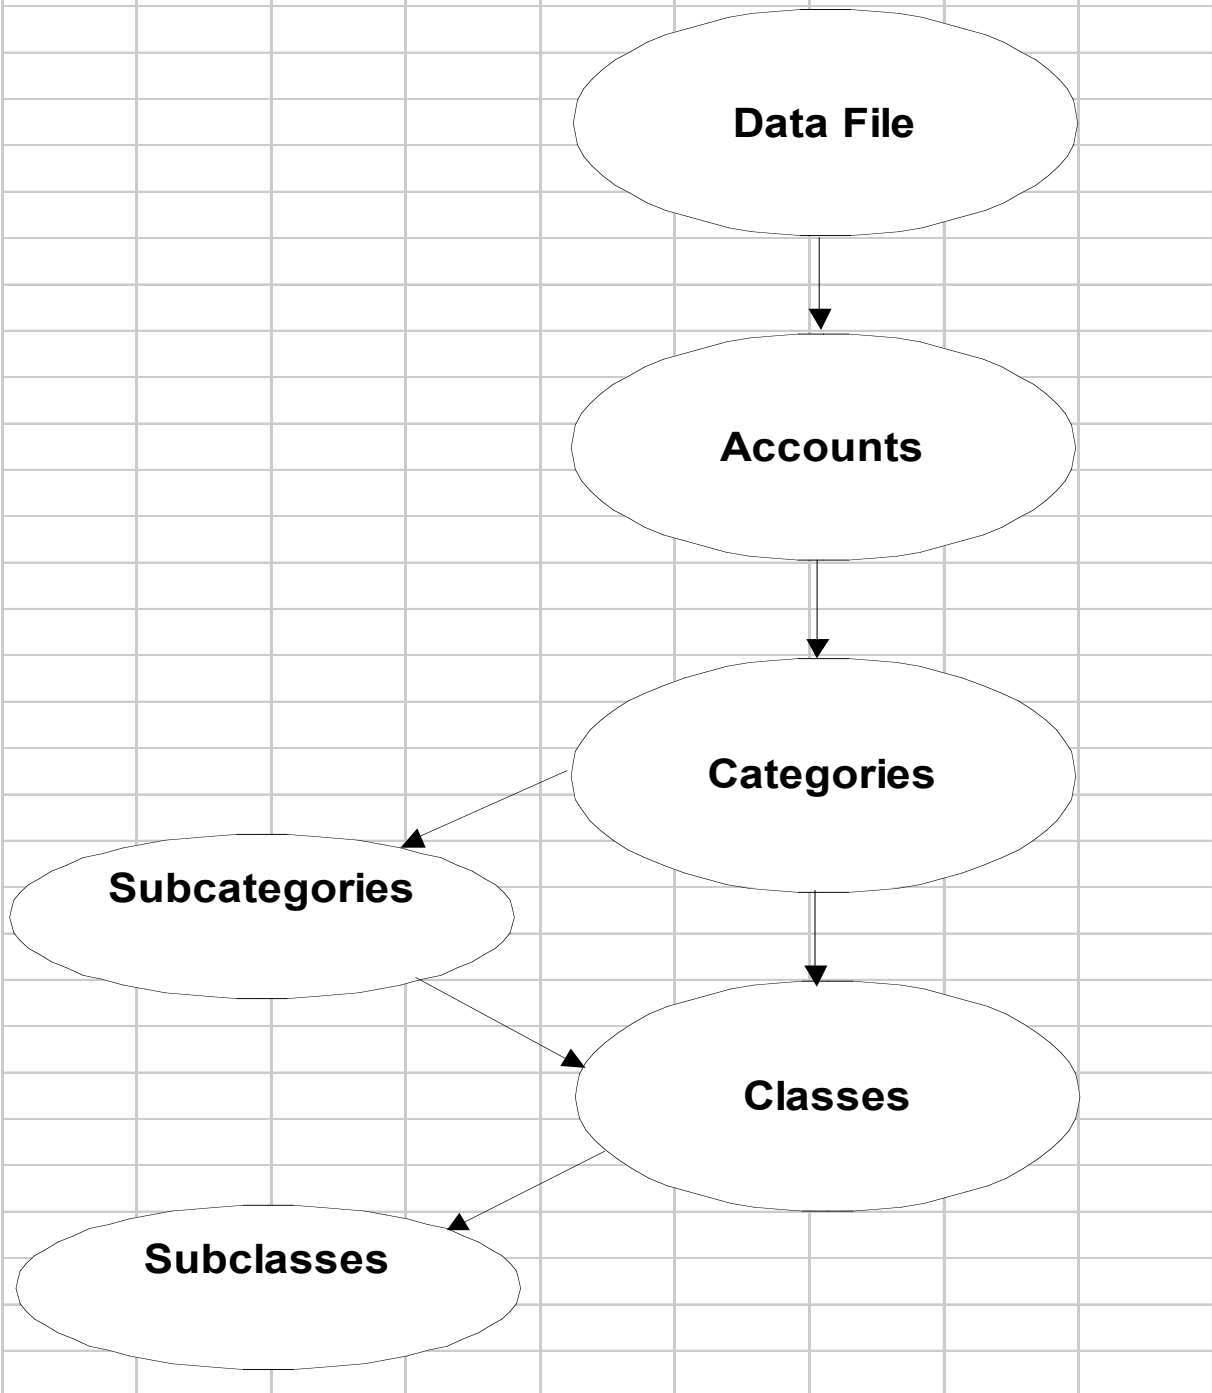 Data File
Accounts
Categories
Subcategories
Classes
Subclasses